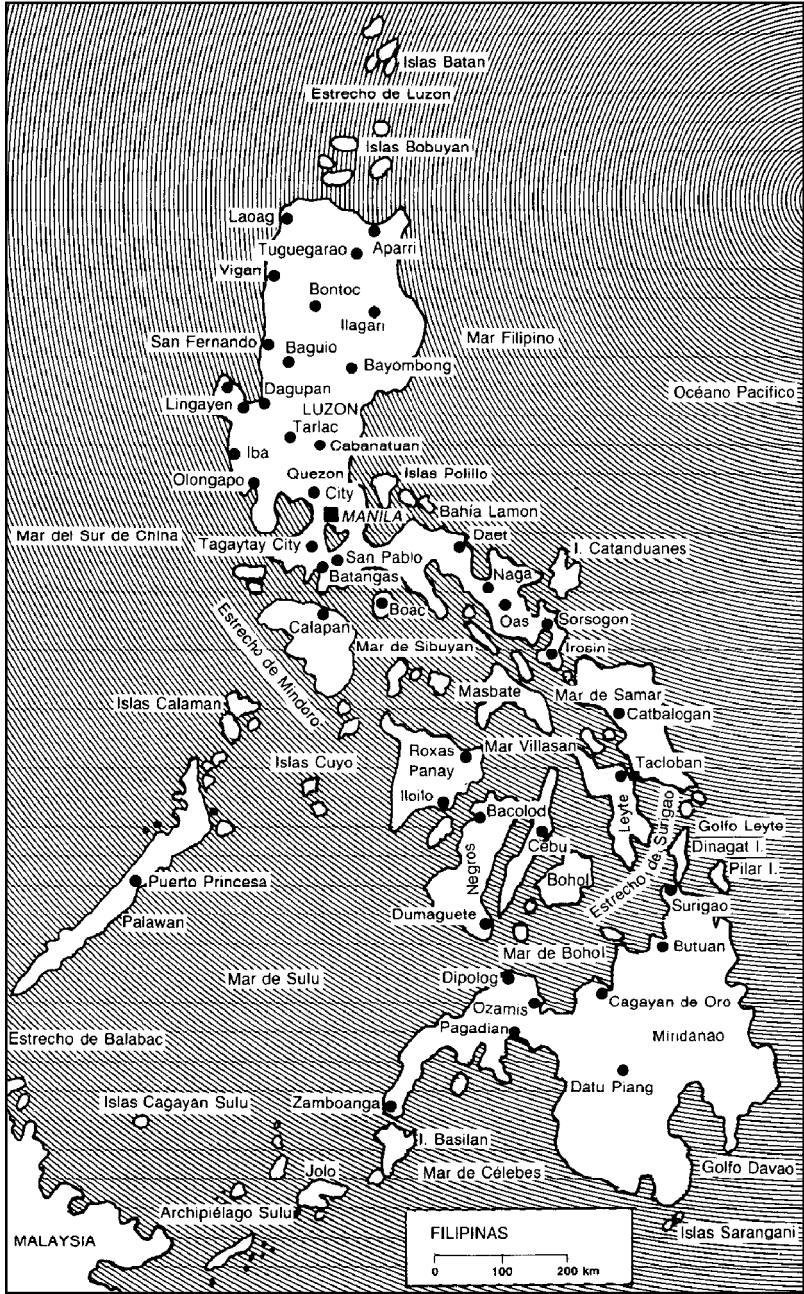 Islas Batan
Estrecho de Luzon
Islas Bobuyan
Laoag
Aparri
Tuguegarao
Vigan
Bontoc
Ilagari
San Fernando
Mar Filipino
Baguio
Bayombong
Dagupan
Océano Pacífico
Lingayen
LUZON
Tarlac
Cabanatuan
Iba
Quezon
City
Islas Polillo
Olongapo
MANILA
Bahía Lamon
Mar del Sur de China
Daet
Tagaytay City
San Pablo
I. Catanduanes
Batangas
Naga
Boac
Oas
Sorsogon
Calapan
Irosin
Mar de Sibuyan
Estrecho de Mindoro
Masbate
Mar de Samar
Islas Calaman
Catbalogan
Roxas
Mar Villasan
Panay
Islas Cuyo
Tacloban
Iloilo
Bacolod
Leyte
Estrecho de Surigao
Golfo Leyte
Cebu
Dinagat I.
Negros
Bohol
Pilar I.
Puerto Princesa
Surigao
Palawan
Dumaguete
Mar de Bohol
Butuan
Mar de Sulu
Dipolog
Ozamis
Cagayan de Oro
Pagadian
Mindanao
Estrecho de Balabac
Datu Piang
Islas Cagayan Sulu
Zamboanga
I. Basilan
Jolo
Mar de Célebes
Golfo Davao
Archipiélago Sulu
Islas Sarangani
MALAYSIA
FILIPINAS
0 100 200 km